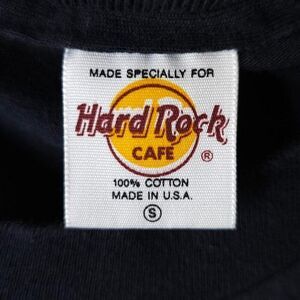 MADE SPECIALLY FOR
Hard Rock
CAFE
®
100% COTTON
MADE IN U.S.A.
S